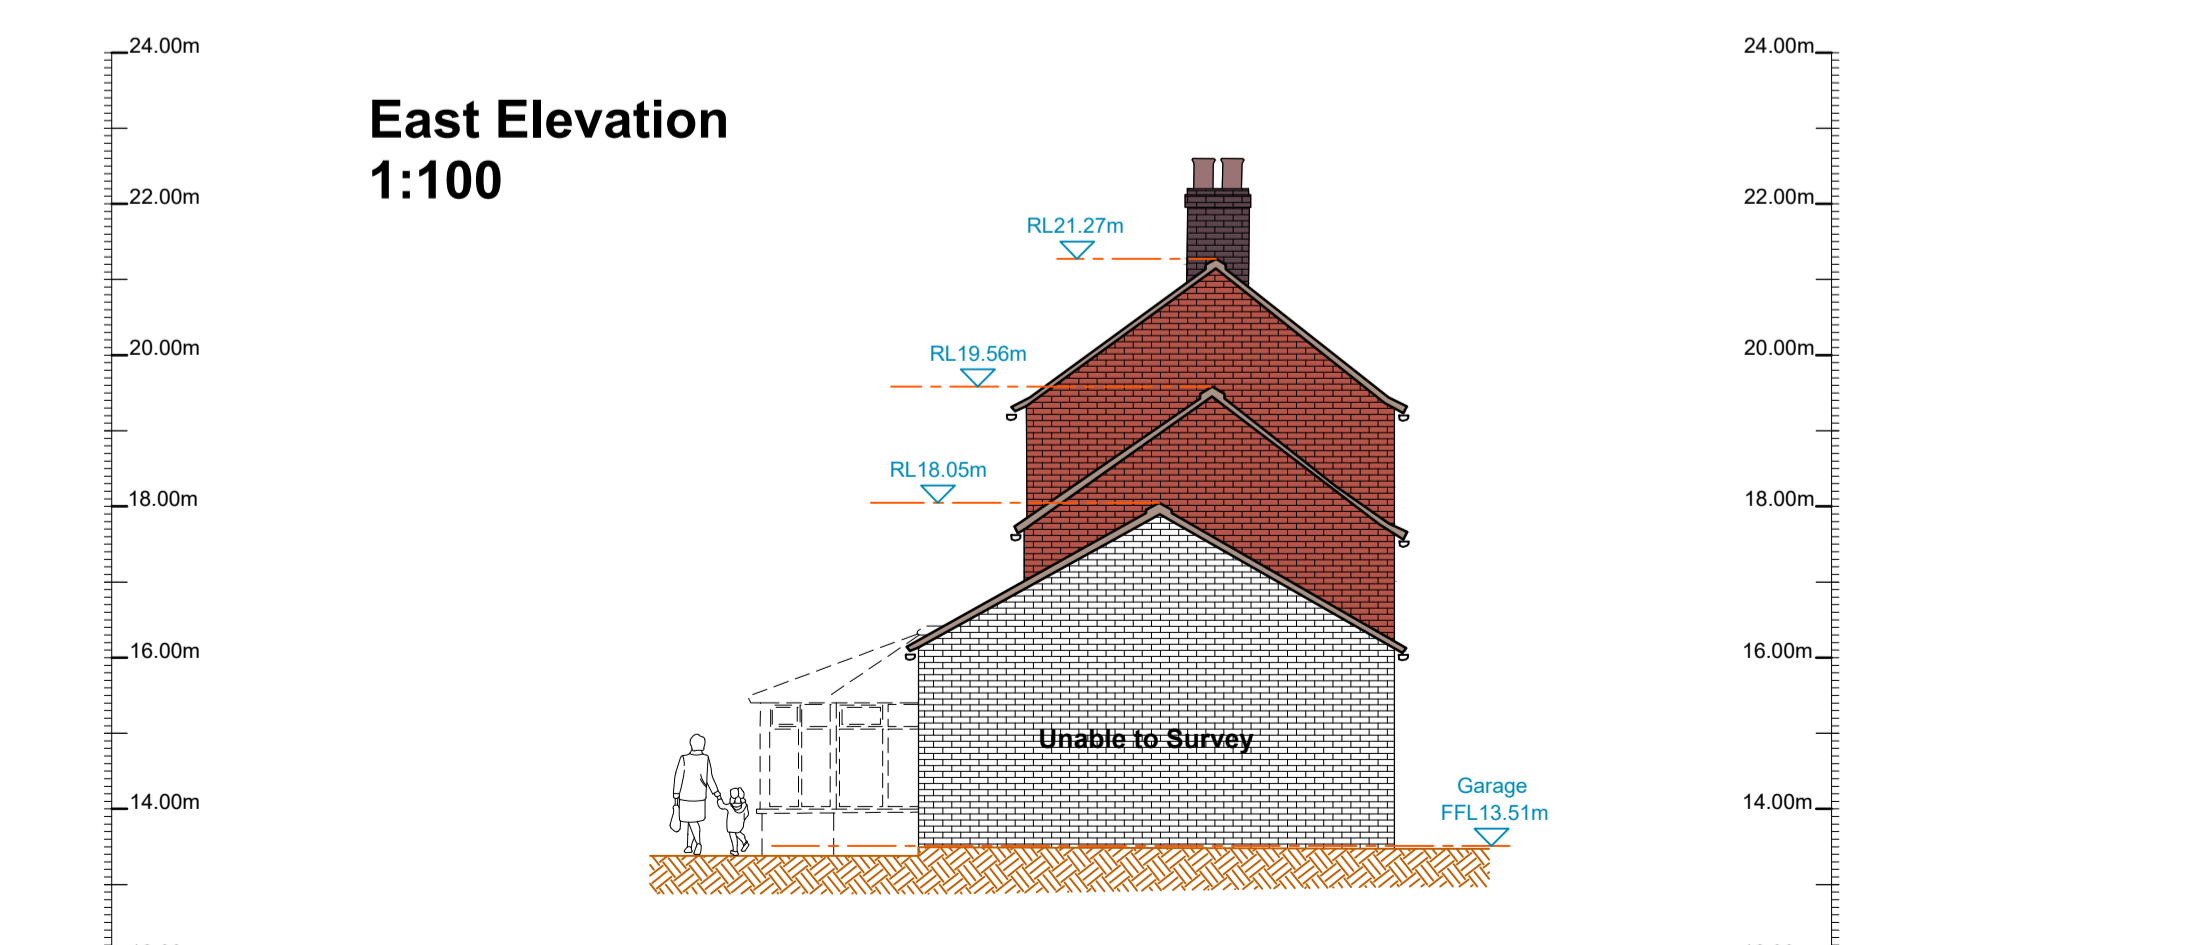 24.00m
24.00m
East Elevation
1:100
22.00m
22.00m
RL21.27m
20.00m
RL19.56m
20.00m
18.00m
RL18.05m
18.00m
16.00m
16.00m
Unable to Survey
14.00m
Garage
FFL13.51m
14.00m